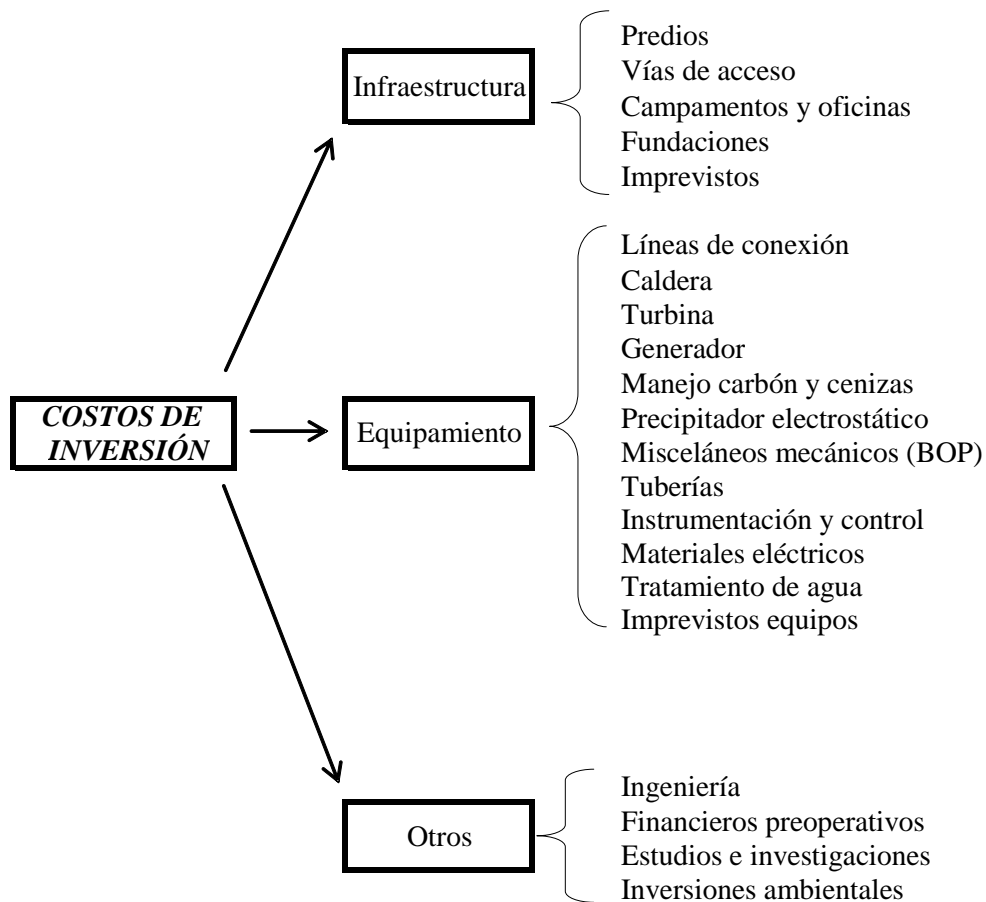 Infraestructura
Predios
Vías de acceso
Campamentos y oficinas
Fundaciones
Imprevistos
COSTOS DE
INVERSIÓN
Equipamiento
Líneas de conexión
Caldera
Turbina
Generador
Manejo carbón y cenizas
Precipitador electrostático
Misceláneos mecánicos (BOP)
Tuberías
Instrumentación y control
Materiales eléctricos
Tratamiento de agua
Imprevistos equipos
Otros
Ingeniería
Financieros preoperativos
Estudios e investigaciones
Inversiones ambientales